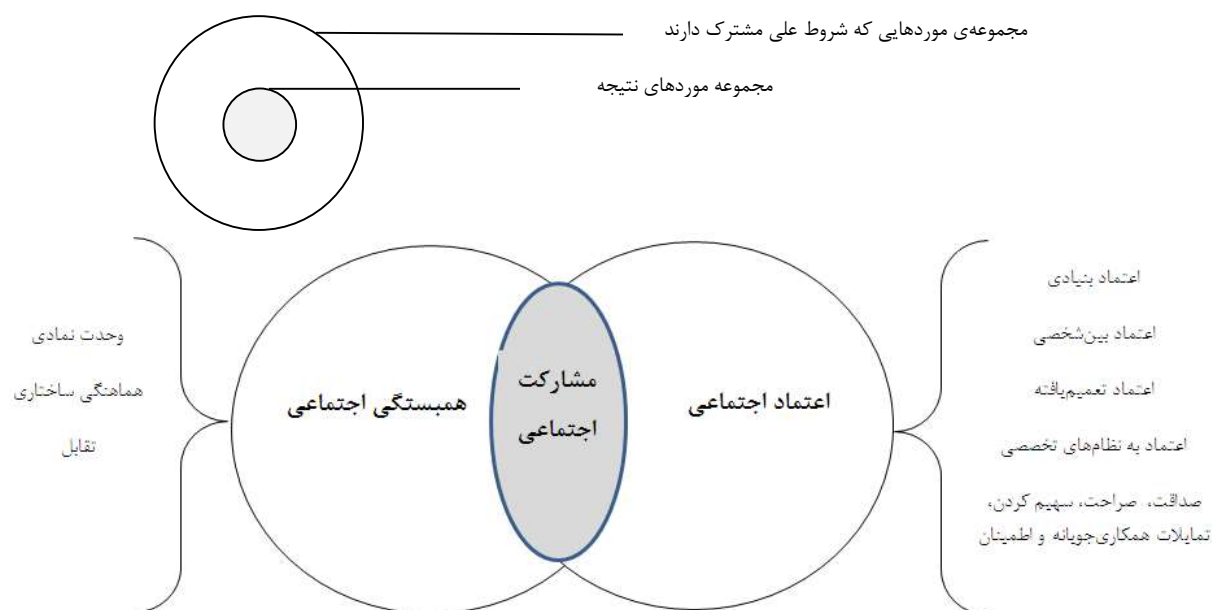 مجموعه‌ی موردهایی که شروط علی مشترک دارند
مجموعه موردهای نتیجه
اعتماد بنیادی
اعتماد بین‌شخصی
اعتماد تعمیم‌یافته
اعتماد به نظام‌های تخصصی
صداقت، صراحت، سهیم کردن،
تمایلات همکاری‌جویانه و اطمینان
اعتماد اجتماعی
مشارکت
اجتماعی
همبستگی اجتماعی
وحدت نمادی
هماهنگی ساختاری
تقابل